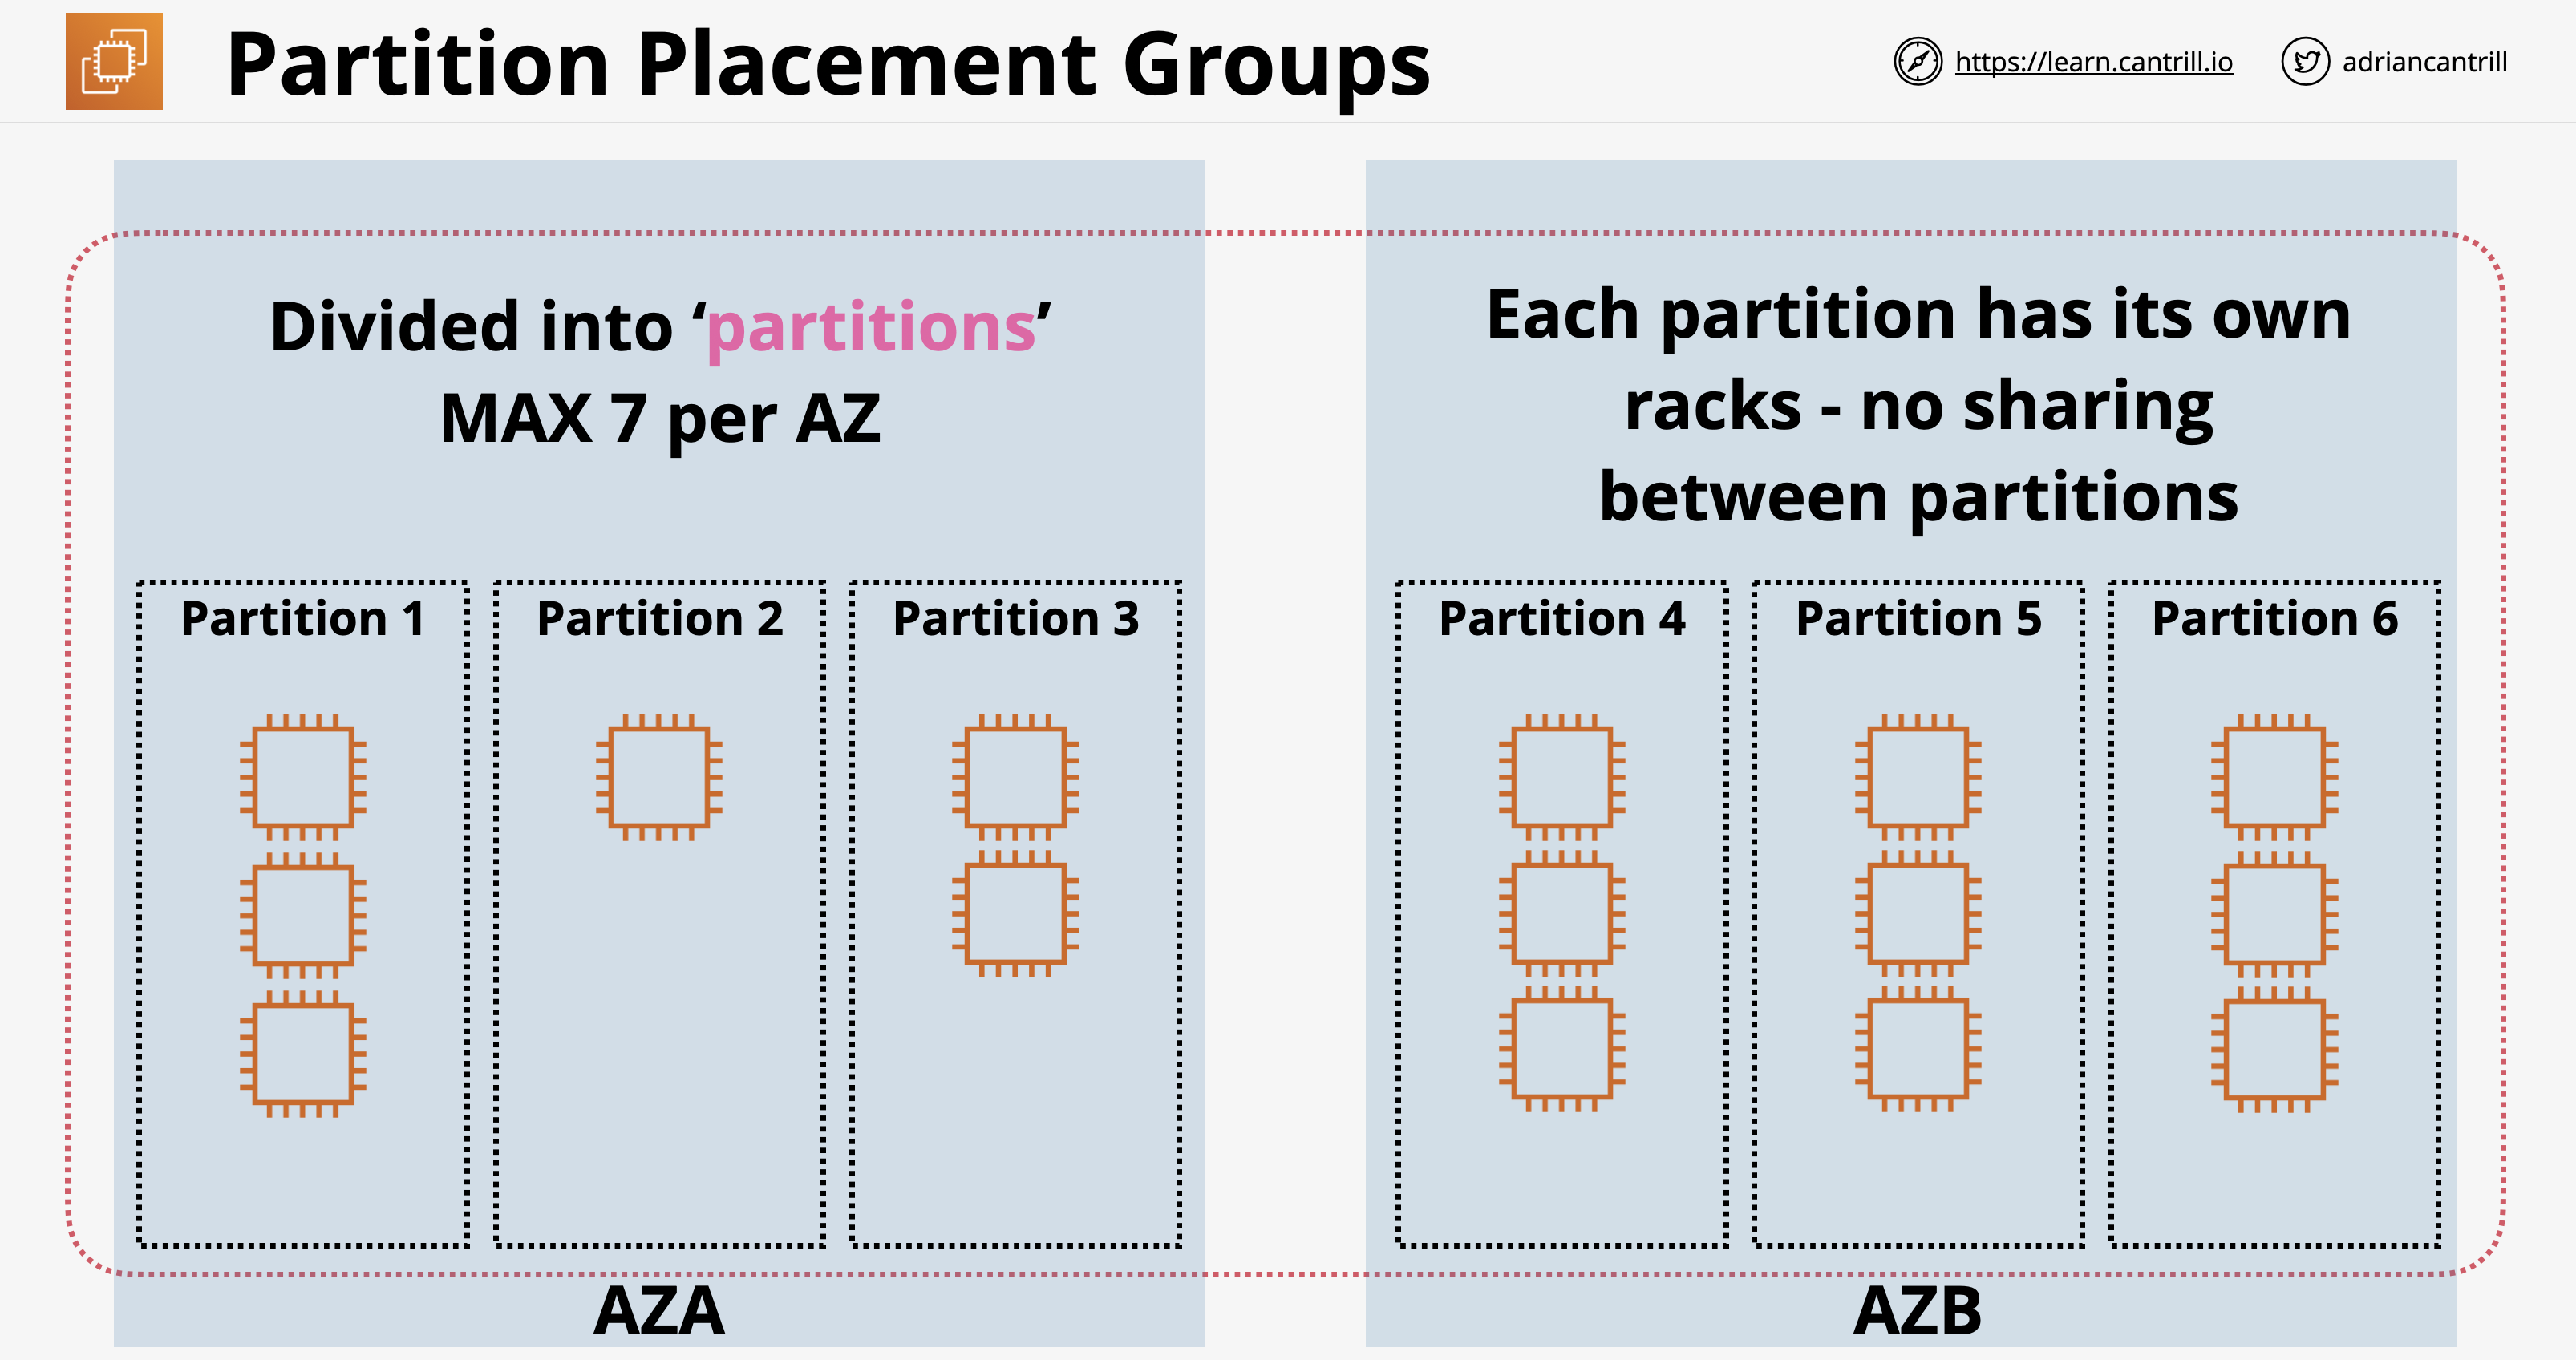 Partition Placement Groups
https://learn.cantrill.io
adriancantrill
Divided into ‘partitions’
MAX 7 per AZ
Each partition has its own
racks - no sharing
between partitions
Partition 1
Partition 2
Partition 3
Partition 4
Partition 5
Partition 6
AZA
AZB